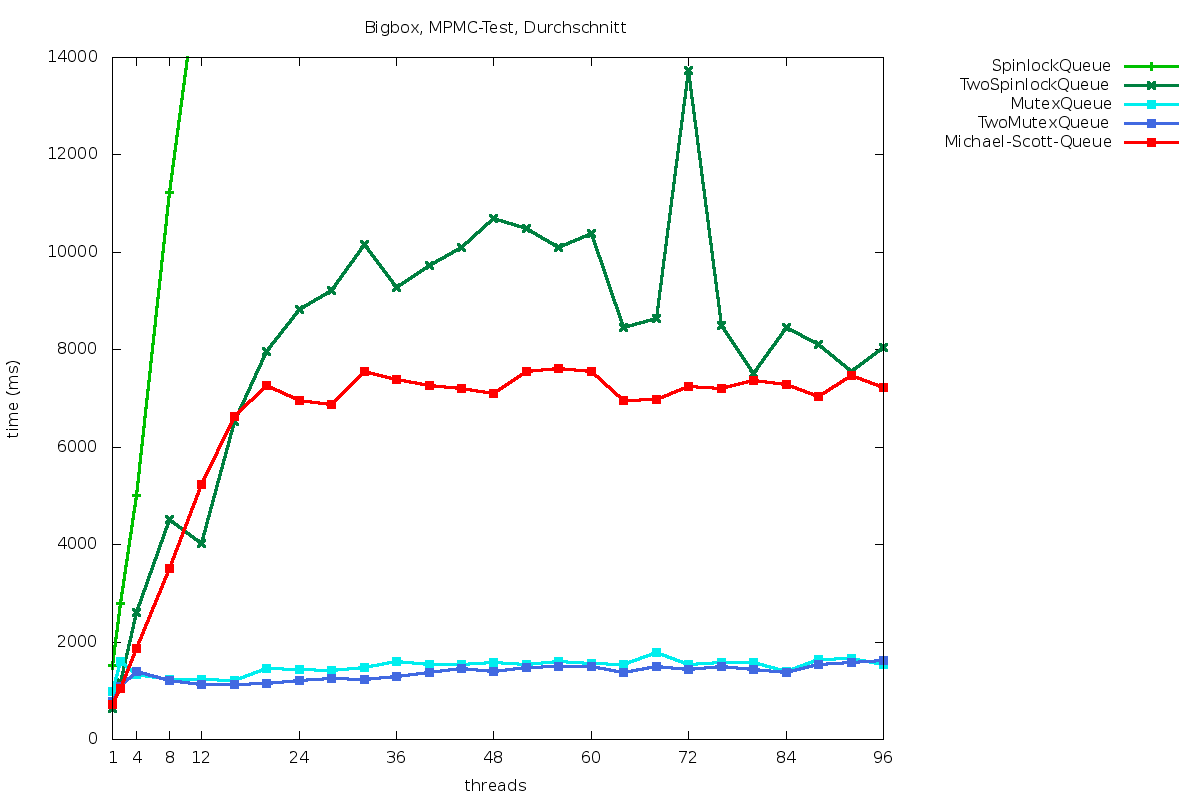 Bigbox, MPMC-Test, Durchschnitt
SpinlockQueue
TwoSpinlockQueue
MutexQueue
TwoMutexQueue
Michael-Scott-Queue
time (ms)
14000
12000
10000
8000
6000
4000
2000
0
1 4 8 12 24 36 48 60 72 84 96
threads